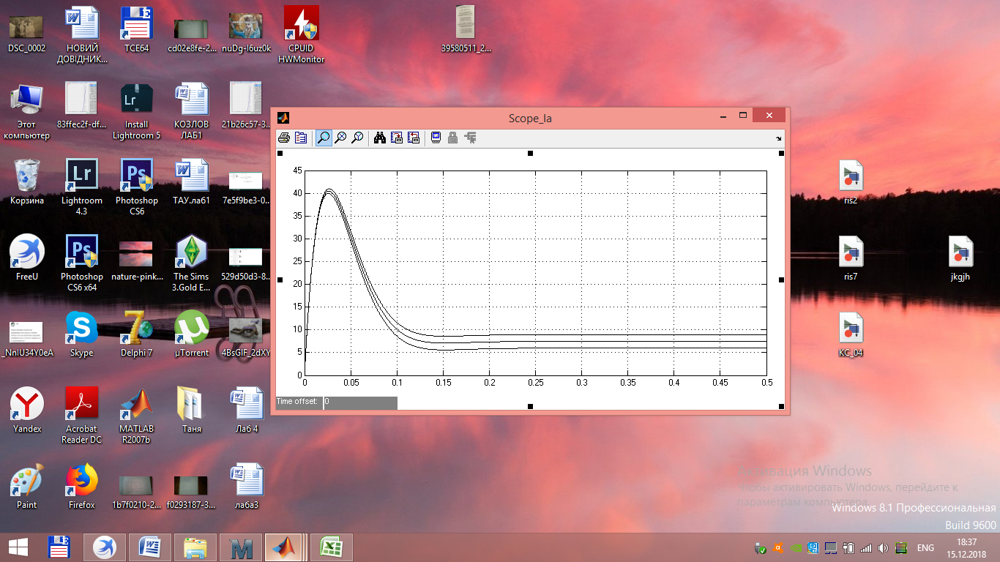 DSC_0002
НОВИЙ
ДОВІДНИК...
TCE64
cd02e8fe-2...
nuDg-I6uz0k
CPUID
HWMonitor
39580511_2...
Этот
компьютер
83ffec2f-df...
Install
Lightroom 5
КОЗЛОВ
ЛАБ1
21b26c57-3...
Корзина
Lightroom
4.3
Photoshop
CS6
ТАУ.лаб1
7e5f9be3-0...
FreeU
Photoshop
CS6 x64
nature-pink...
The Sims
3.Gold E...
529d50d3-8...
_NnIU34Y0eA
Skype
Delphi 7
µTorrent
4BsGIF_2dXY
Yandex
Acrobat
Reader DC
MATLAB
R2007b
Таня
Лаб 4
Paint
Firefox
1b7f0210-2...
f0293187-3...
лаба3
Scope_Ia
45
40
35
30
25
20
15
10
5
0
0 0.05 0.1 0.15 0.2 0.25 0.3 0.35 0.4 0.45 0.5
Time offset: 0
ris2
ris7
jkgjh
KC_04
Активация Windows
Чтобы активировать Windows, перейдите к
параметрам компьютера.
Windows 8.1 Профессиональная
Build 9600
ENG
18:37
15.12.2018